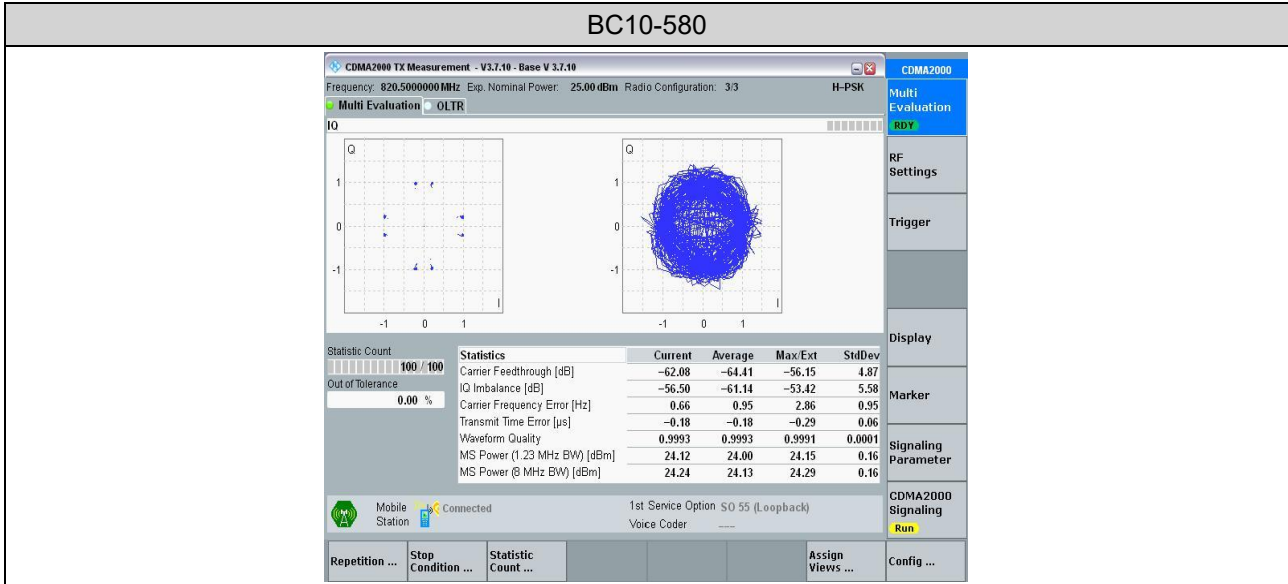 BC10-580
CDMA2000 TX Measurement - V3.7.10 - Base V 3.7.10
CDMA2000
Frequency: 820.5000000 MHz Exp. Nominal Power: 25.00 dBm Radio Configuration: 3/3 H-PSK
Multi Evaluation OLTR
Multi
Evaluation
RDY
IQ
Q
1
0
-1
I
-1 0 1
Q
1
0
-1
I
-1 0 1
RF
Settings
Trigger
Display
Marker
Signaling
Parameter
CDMA2000
Signaling
Run
Statistic Count
100 / 100
Out of Tolerance
0.00 %
Statistics Current Average Max/Ext StdDev
Carrier Feedthrough [dB] -62.08 -64.41 -56.15 4.87
IQ Imbalance [dB] -56.50 -61.14 -53.42 5.58
Carrier Frequency Error [Hz] 0.66 0.95 2.86 0.95
Transmit Time Error [µs] -0.18 -0.18 -0.29 0.06
Waveform Quality 0.9993 0.9993 0.9991 0.0001
MS Power (1.23 MHz BW) [dBm] 24.12 24.00 24.15 0.16
MS Power (8 MHz BW) [dBm] 24.24 24.13 24.29 0.16
Mobile
Station
Connected
1st Service Option SO 55 (Loopback)
Voice Coder ---
Repetition ...
Stop
Condition ...
Statistic
Count ...
Assign
Views ...
Config ...